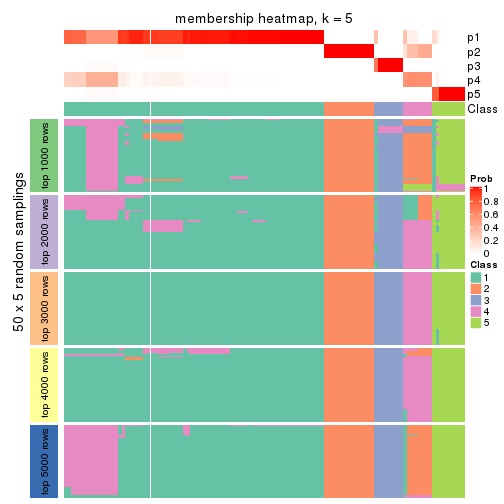 membership heatmap, k = 5
p1
p2
p3
p4
p5
Class
50 x 5 random samplings
top 1000 rows
top 2000 rows
top 3000 rows
top 4000 rows
top 5000 rows
Prob
1
0.8
0.6
0.4
0.2
0
Class
1
2
3
4
5